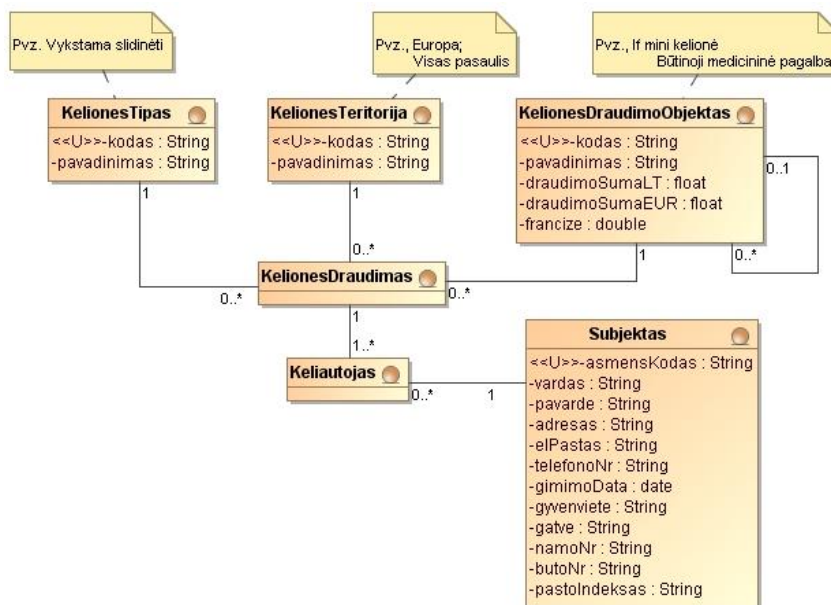 Pvz. Vykstama slidinėti
Pvz., Europa;
Visas pasaulis
Pvz., If mini kelionė
Būtinoji medicininė pagalba
KelionesTipas
<<U>>-kodas : String
-pavadinimas : String
KelionesTeritorija
<<U>>-kodas : String
-pavadinimas : String
KelionesDraudimoObjektas
<<U>>-kodas : String
-pavadinimas : String
-draudimoSumaLT : float
-draudimoSumaEUR : float
-francize : double
0..1
0..*
1
1
1
0..*
0..*
0..*
KelionesDraudimas
1
1..*
Keliautojas
0..*
1
Subjektas
<<U>>-asmensKodas : String
-vardas : String
-pavarde : String
-adresas : String
-elPastas : String
-telefonoNr : String
-gimimoData : date
-gyvenviete : String
-gatve : String
-namoNr : String
-butoNr : String
-pastoIndeksas : String